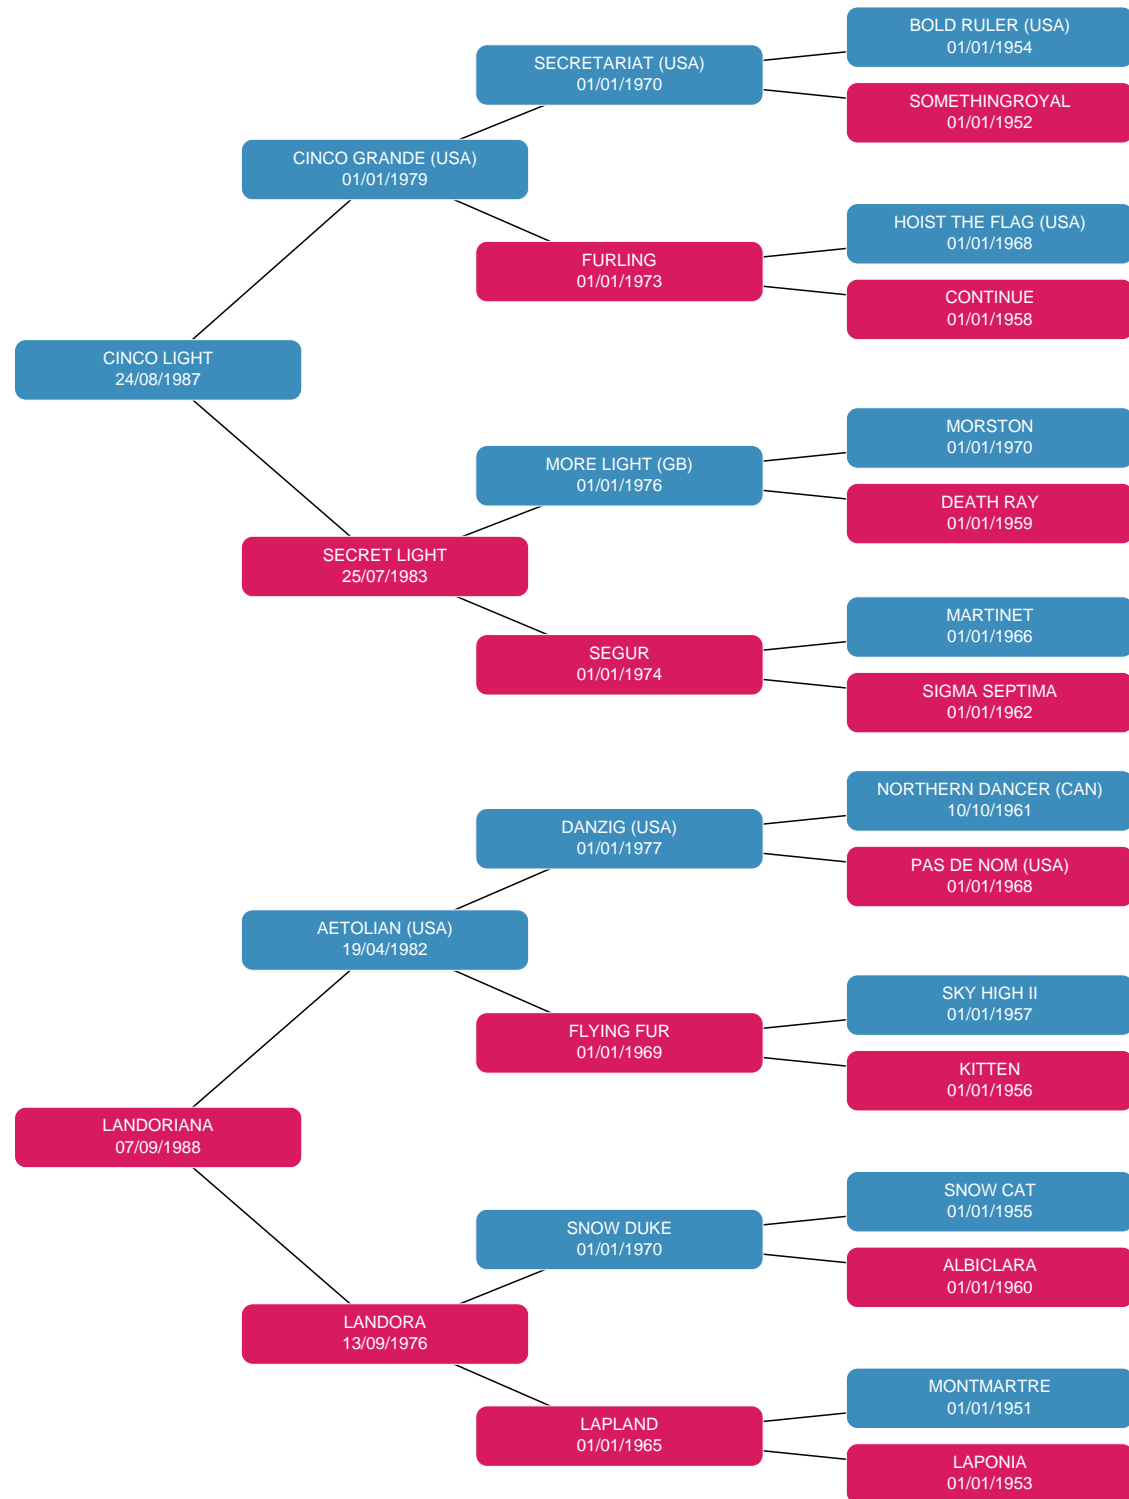 BOLD RULER (USA)
01/01/1954
SECRETARIAT (USA)
01/01/1970
SOMETHINGROYAL
01/01/1952
CINCO GRANDE (USA)
01/01/1979
HOIST THE FLAG (USA)
01/01/1968
FURLING
01/01/1973
CONTINUE
01/01/1958
CINCO LIGHT
24/08/1987
MORSTON
01/01/1970
MORE LIGHT (GB)
01/01/1976
DEATH RAY
01/01/1959
SECRET LIGHT
25/07/1983
MARTINET
01/01/1966
SEGUR
01/01/1974
SIGMA SEPTIMA
01/01/1962
NORTHERN DANCER (CAN)
10/10/1961
DANZIG (USA)
01/01/1977
PAS DE NOM (USA)
01/01/1968
AETOLIAN (USA)
19/04/1982
SKY HIGH II
01/01/1957
FLYING FUR
01/01/1969
KITTEN
01/01/1956
LANDORIANA
07/09/1988
SNOW CAT
01/01/1955
SNOW DUKE
01/01/1970
ALBICLARA
01/01/1960
LANDORA
13/09/1976
MONTMARTRE
01/01/1951
LAPLAND
01/01/1965
LAPONIA
01/01/1953